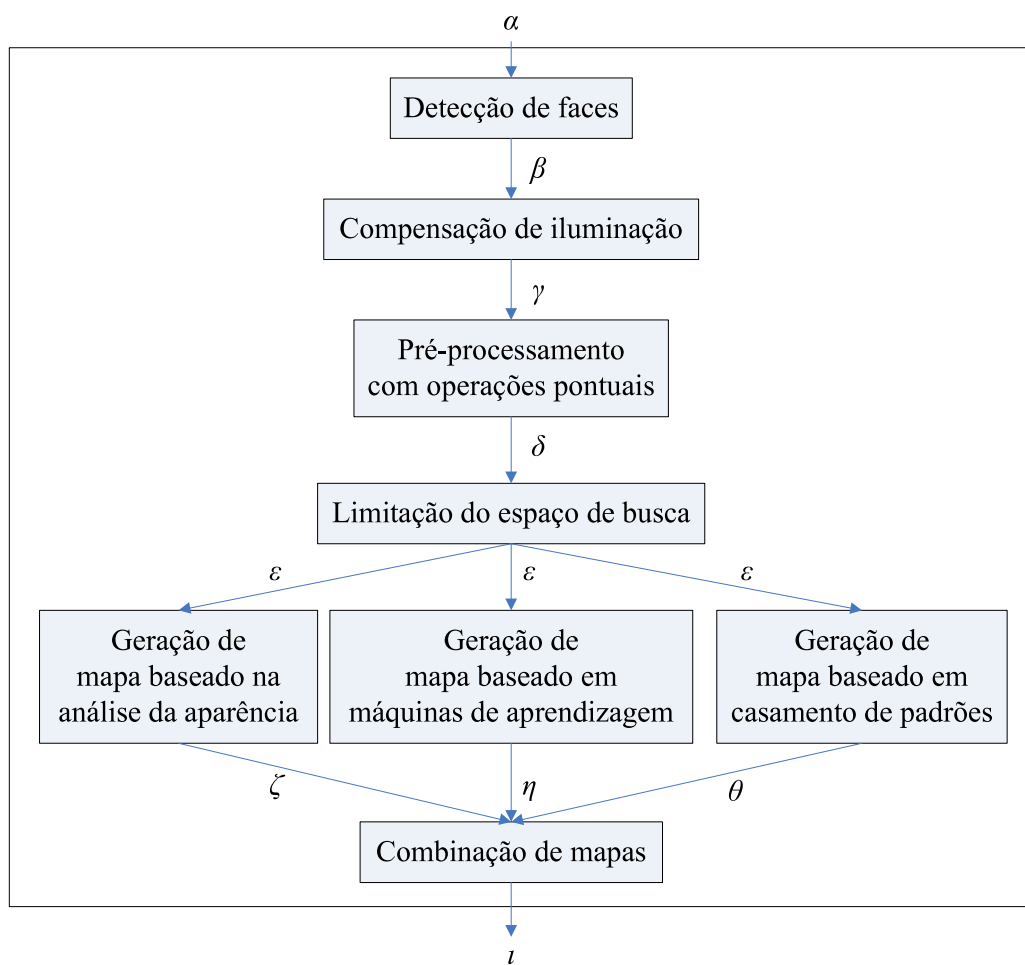 α
Detecção de faces
β
Compensação de iluminação
γ
Pré-processamento
com operações pontuais
δ
Limitação do espaço de busca
ε
ε
ε
Geração de
mapa baseado na
análise da aparência
Geração de
mapa baseado em
máquinas de aprendizagem
Geração de
mapa baseado em
casamento de padrões
ζ
η
θ
Combinação de mapas
ι